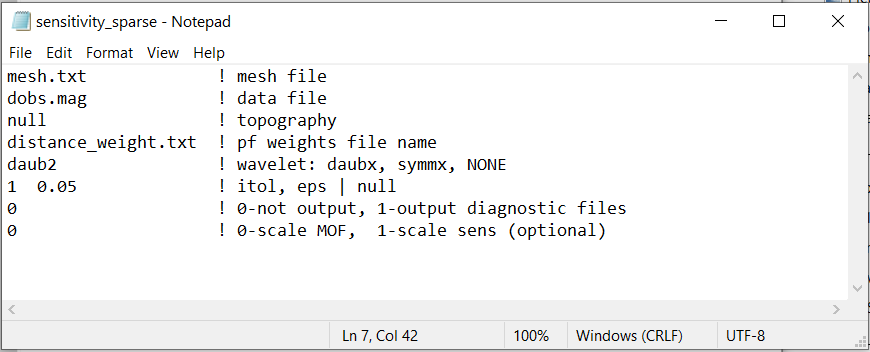 sensitivity_sparse - Notepad
File Edit Format View Help
mesh.txt ! mesh file
dobs.mag ! data file
null ! topography
distance_weight.txt ! pf weights file name
daub2 ! wavelet: daubx, symmx, NONE
1 0.05 ! itol, eps | null
0 ! 0-not output, 1-output diagnostic files
0 ! 0-scale MOF, 1-scale sens (optional)
Ln 7, Col 42 100% Windows (CRLF) UTF-8